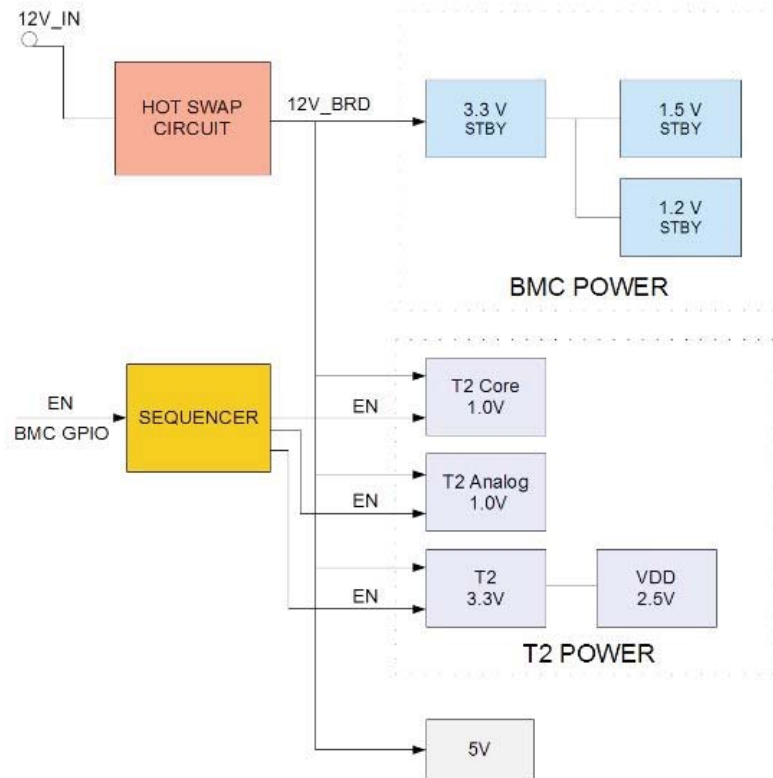 12V_IN
HOT SWAP
CIRCUIT
12V_BRD
3.3 V
STBY
1.5 V
STBY
1.2 V
STBY
BMC POWER
EN
BMC GPIO
SEQUENCER
EN
T2 Core
1.0V
EN
T2 Analog
1.0V
EN
T2
3.3V
VDD
2.5V
T2 POWER
5V